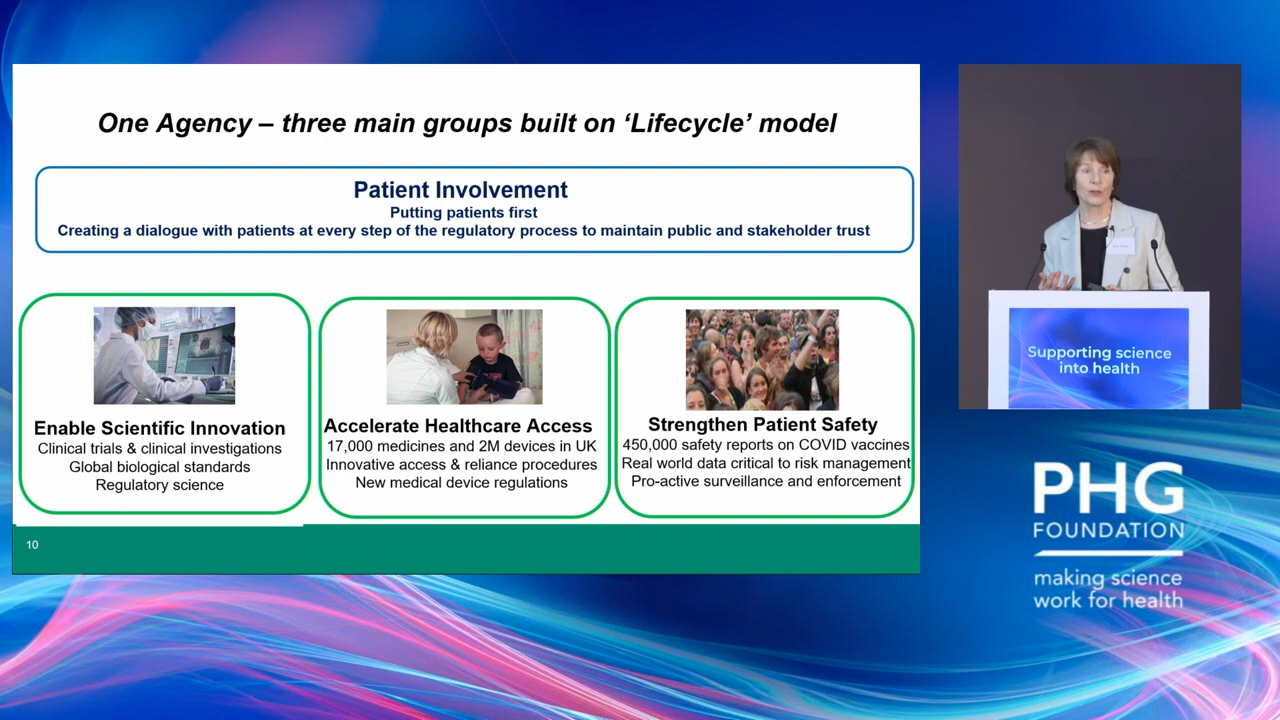 One Agency – three main groups built on ‘Lifecycle’ model
Patient Involvement
Putting patients first
Creating a dialogue with patients at every step of the regulatory process to maintain public and stakeholder trust
Enable Scientific Innovation
Clinical trials & clinical investigations
Global biological standards
Regulatory science
Accelerate Healthcare Access
17,000 medicines and 2M devices in UK
Innovative access & reliance procedures
New medical device regulations
Strengthen Patient Safety
450,000 safety reports on COVID vaccines
Real world data critical to risk management
Pro-active surveillance and enforcement
10
Supporting science
into health
PHG
FOUNDATION
making science
work for health